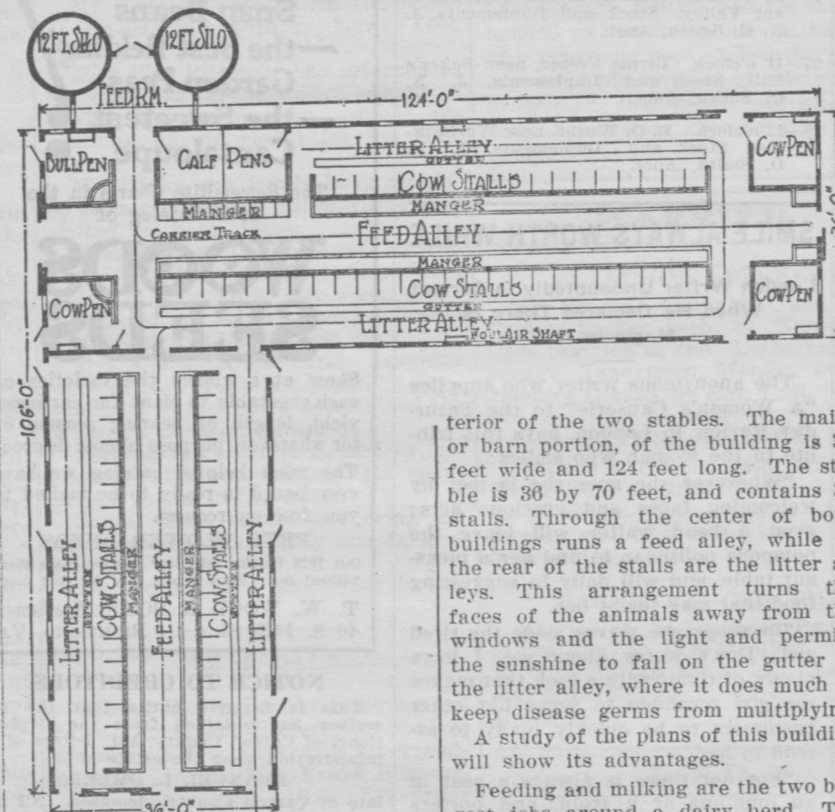 12FT.SILO
12FT.SILO
FEED RM.
124'-0"
BULL PEN
CALF PENS
LITTER ALLEY
GUTTER
COW STALLS
MANGER
COW PEN
MANGER
CARRIER TRACK
FEED ALLEY
MANGER
COW STALLS
GUTTER
LITTER ALLEY
FOUL AIR SHAFT
COW PEN
COW PEN
106'-0"
LITTER ALLEY
GUTTER
COW STALLS
MANGER
FEED ALLEY
MANGER
COW STALLS
GUTTER
LITTER ALLEY
36'-0"
terior of the two stables. The mai
or barn portion, of the building is
feet wide and 124 feet long. The sta
ble is 36 by 70 feet, and contains
stalls. Through the center of bo
buildings runs a feed alley, while
the rear of the stalls are the litter a
leys. This arrangement turns th
faces of the animals away from th
windows and the light and permi
the sunshine to fall on the gutter
the litter alley, where it does much
keep disease germs from multiplyin
A study of the plans of this buildin
will show its advantages.
Feeding and milking are the two b